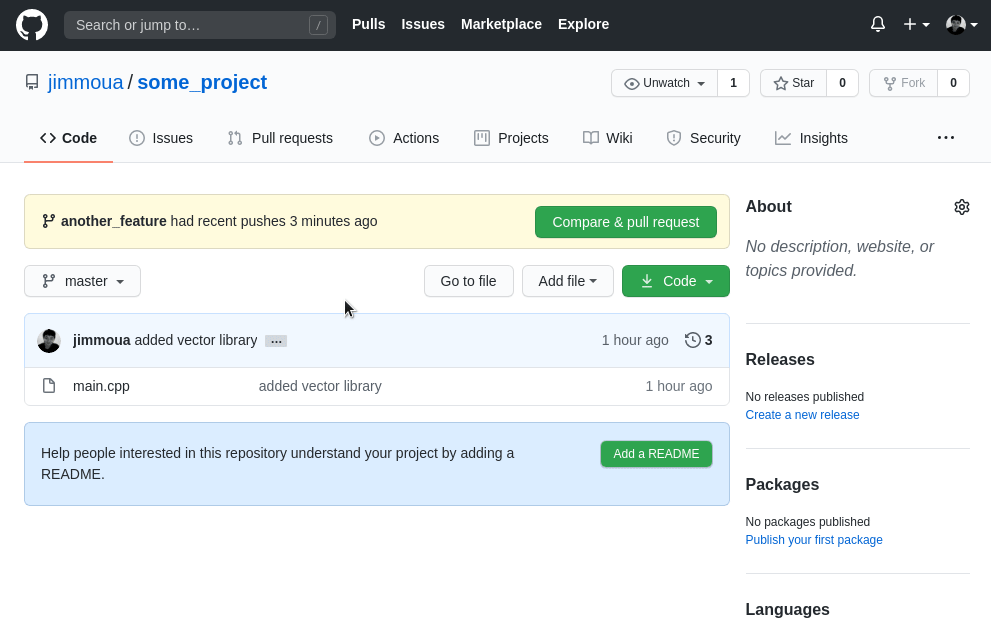 Search or jump to… / Pulls Issues Marketplace Explore
jimmoua / some_project Unwatch 1 Star 0 Fork 0
Code Issues Pull requests Actions Projects Wiki Security Insights ...
another_feature had recent pushes 3 minutes ago Compare & pull request
master Go to file Add file Code
jimmoua added vector library ... 1 hour ago 3
main.cpp added vector library 1 hour ago
Help people interested in this repository understand your project by adding a
README.
Add a README
About
No description, website, or
topics provided.
Releases
No releases published
Create a new release
Packages
No packages published
Publish your first package
Languages